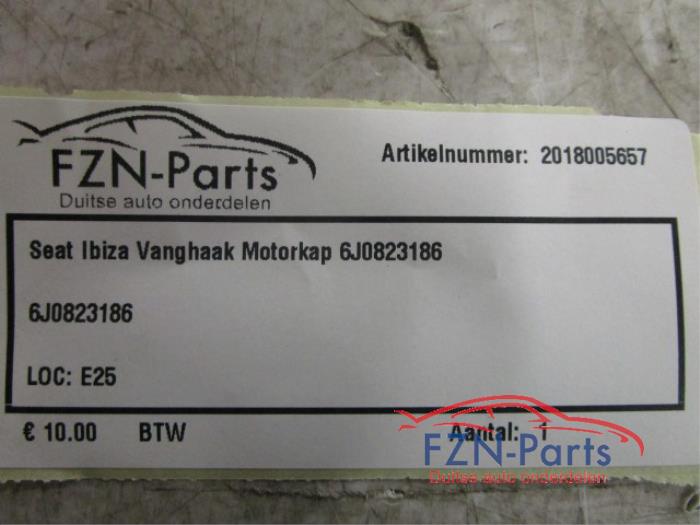 FZN-Parts
Duitse auto onderdelen
Artikelnummer: 2018005657
Seat Ibiza Vanghaak Motorkap 6J0823186
6J0823186
LOC: E25
€ 10.00 BTW Aantal: 1
FZN-Parts
Duitse auto onderdelen